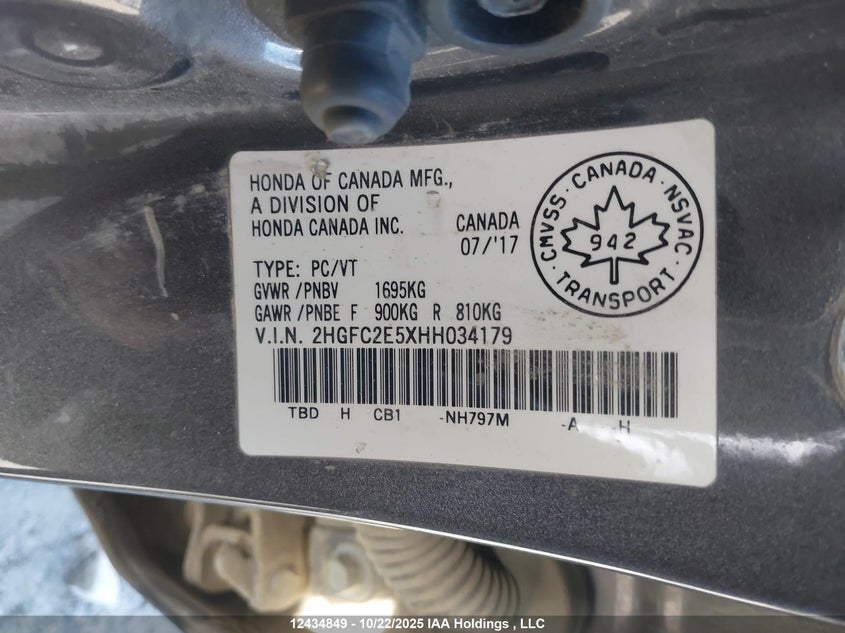 HONDA OF CANADA MFG.,
A DIVISION OF
HONDA CANADA INC.
CANADA
07/'17
TYPE: PC/VT
GVWR /PNBV 1695KG
GAWR /PNBE F 900KG R 810KG
V.I.N. 2HGFC2E5XHH034179
TBD H CB1 -NH797M -A -H
CMVSS · CANADA · NSVAC · TRANSPORT ·
942
12434849 - 10/22/2025 IAA Holdings , LLC